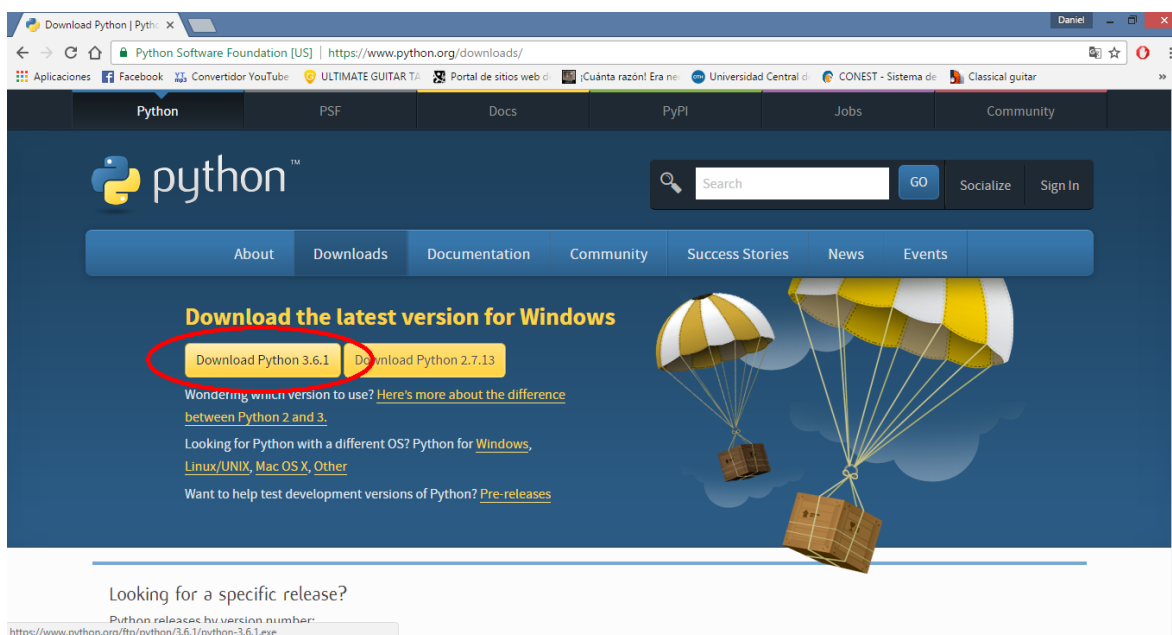 Download Python | Pytho
Daniel
Python Software Foundation [US] | https://www.python.org/downloads/
Aplicaciones Facebook Convertidor YouTube ULTIMATE GUITAR TA Portal de sitios web d ¡Cuánta razón! Era ne Universidad Central d CONEST - Sistema de Classical guitar »
Python PSF Docs PyPI Jobs Community
python™
Search GO Socialize Sign In
About Downloads Documentation Community Success Stories News Events
Download the latest version for Windows
Download Python 3.6.1 Download Python 2.7.13
Wondering which version to use? Here's more about the difference
between Python 2 and 3.
Looking for Python with a different OS? Python for Windows,
Linux/UNIX, Mac OS X, Other
Want to help test development versions of Python? Pre-releases
Looking for a specific release?
Python releases by version number:
https://www.python.org/ftp/python/3.6.1/python-3.6.1.exe